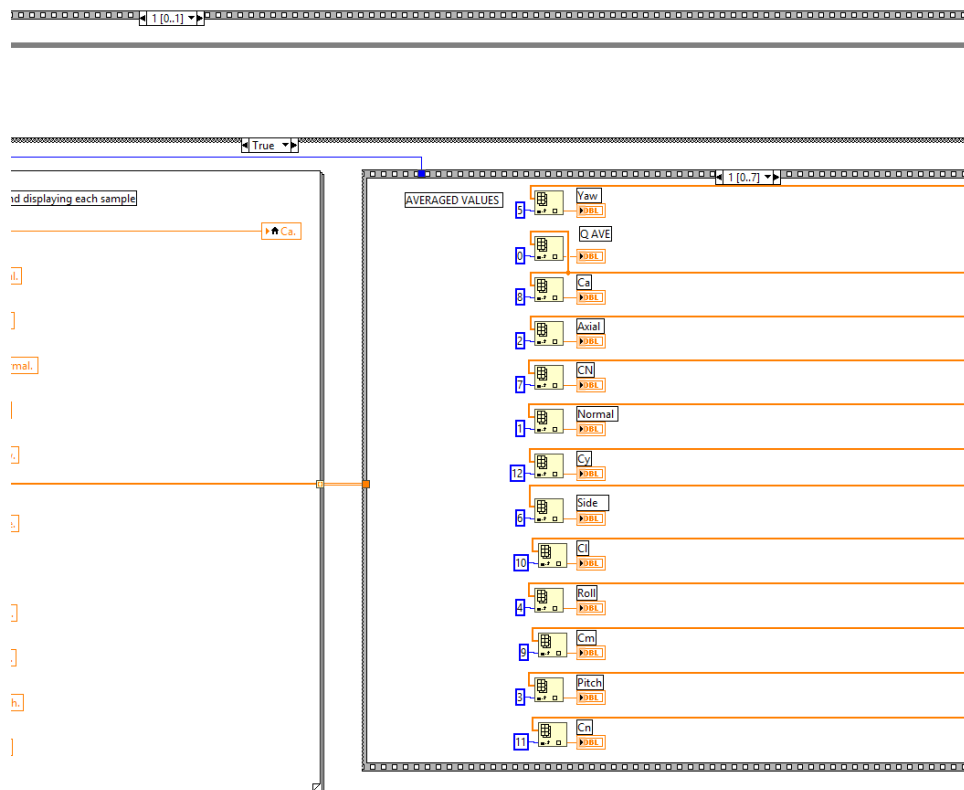 1 [0..1]
True
1 [0..7]
displaying each sample
AVERAGED VALUES
Yaw
5
DBL
Ca.
Q AVE
0
DBL
Ca
8
DBL
Axial
2
DBL
CN
7
DBL
Normal
1
DBL
Cy
12
DBL
Side
6
DBL
Cl
10
DBL
Roll
4
DBL
Cm
9
DBL
Pitch
3
DBL
Cn
11
DBL